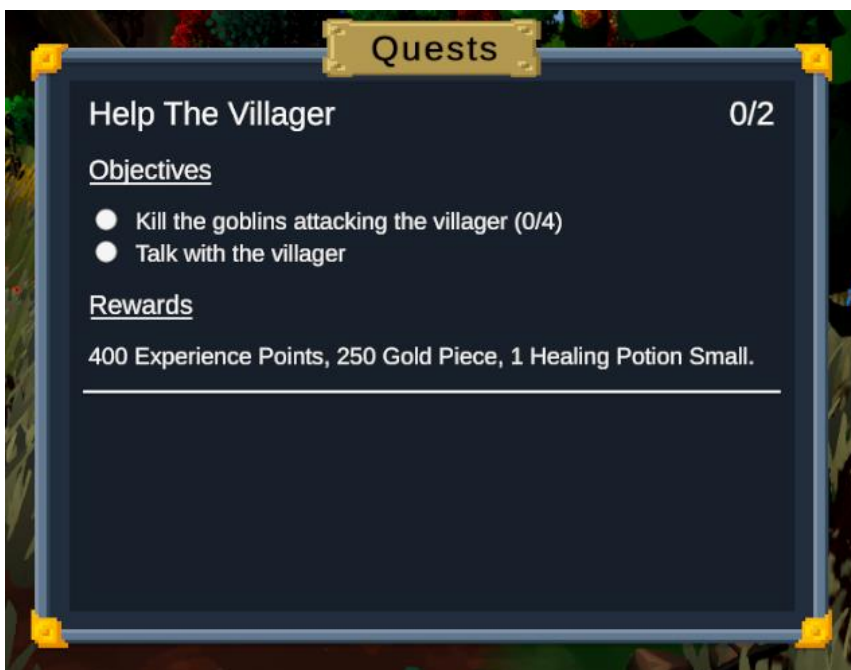 Quests
Help The Villager 0/2
Objectives
Kill the goblins attacking the villager (0/4)
Talk with the villager
Rewards
400 Experience Points, 250 Gold Piece, 1 Healing Potion Small.